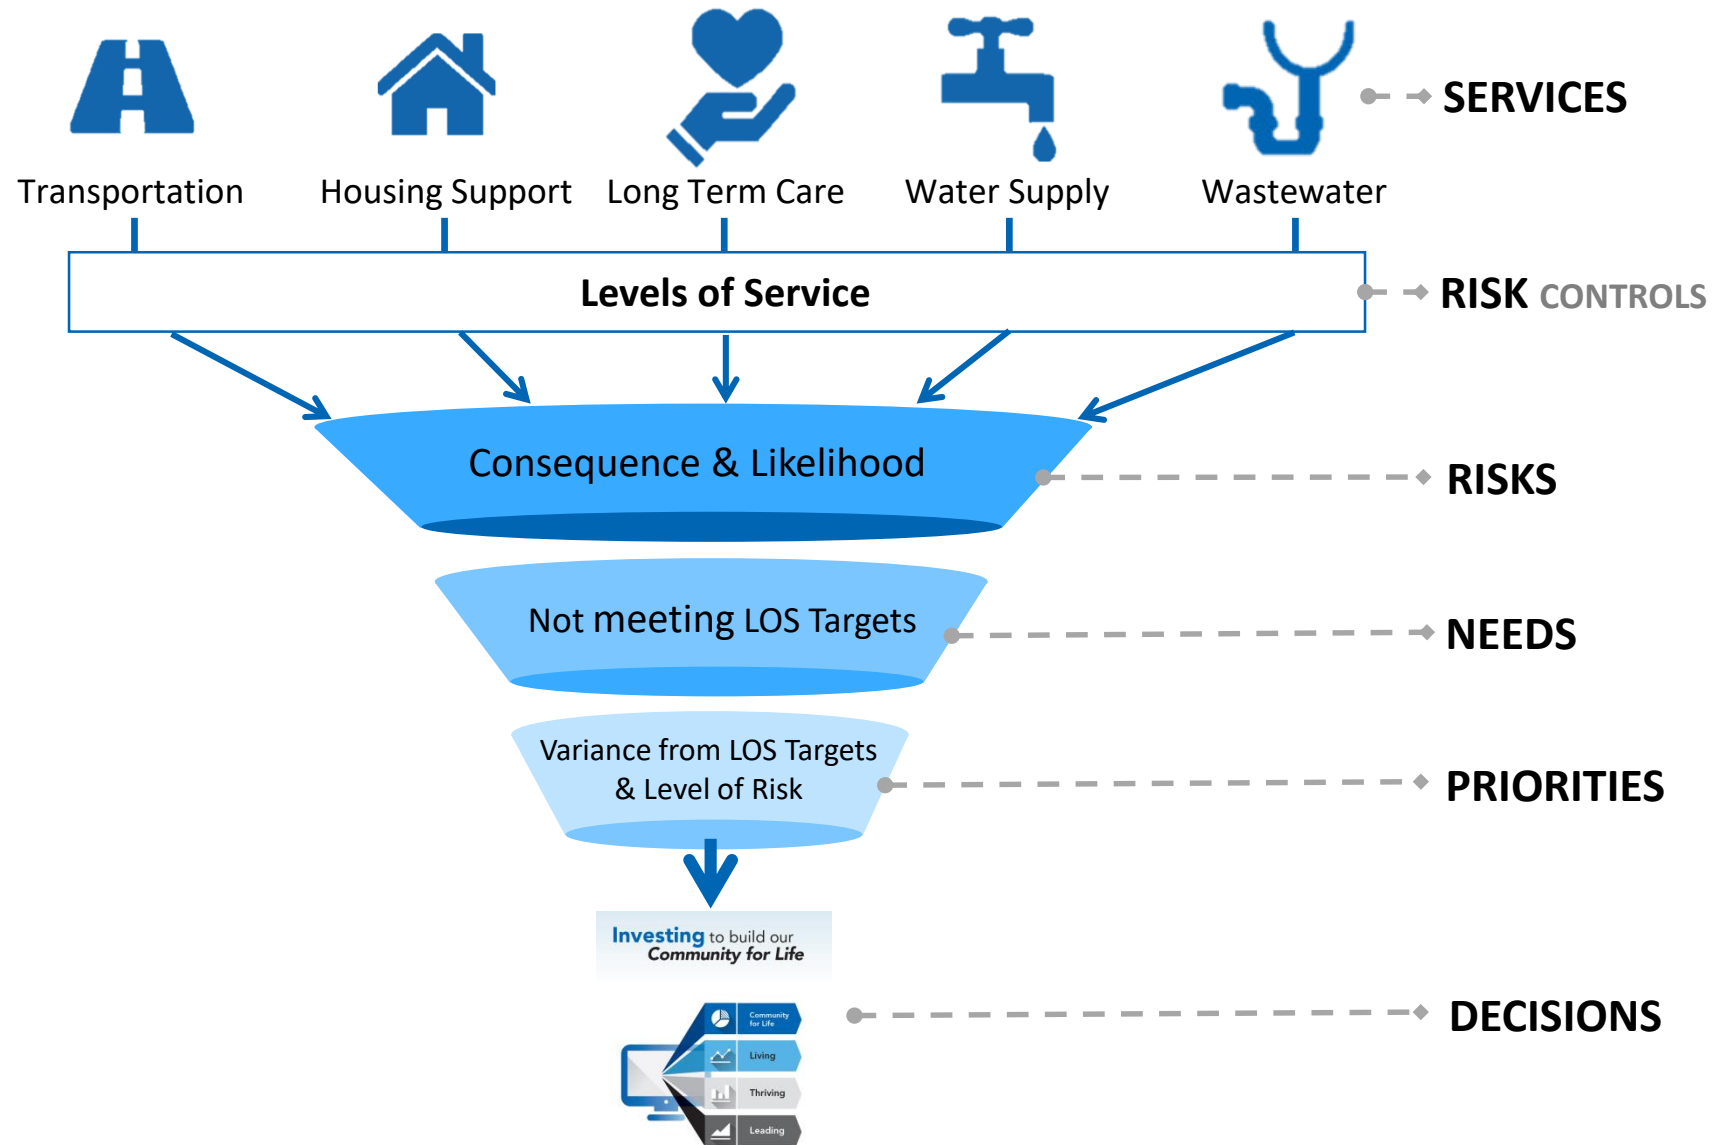 SERVICES
Transportation
Housing Support
Long Term Care
Water Supply
Wastewater
Levels of Service
RISK CONTROLS
Consequence & Likelihood
RISKS
Not meeting LOS Targets
NEEDS
Variance from LOS Targets
& Level of Risk
PRIORITIES
Investing to build our
Community for Life
Community
for Life
DECISIONS
Living
Thriving
Leading